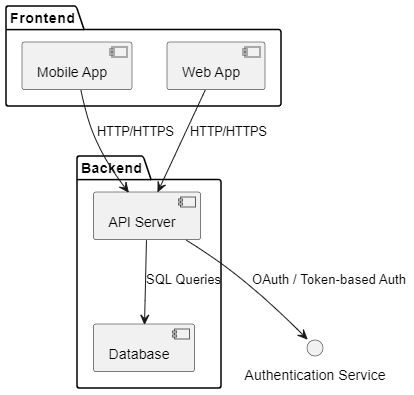 Frontend
Mobile App
Web App
HTTP/HTTPS
HTTP/HTTPS
Backend
API Server
SQL Queries
OAuth / Token-based Auth
Database
Authentication Service